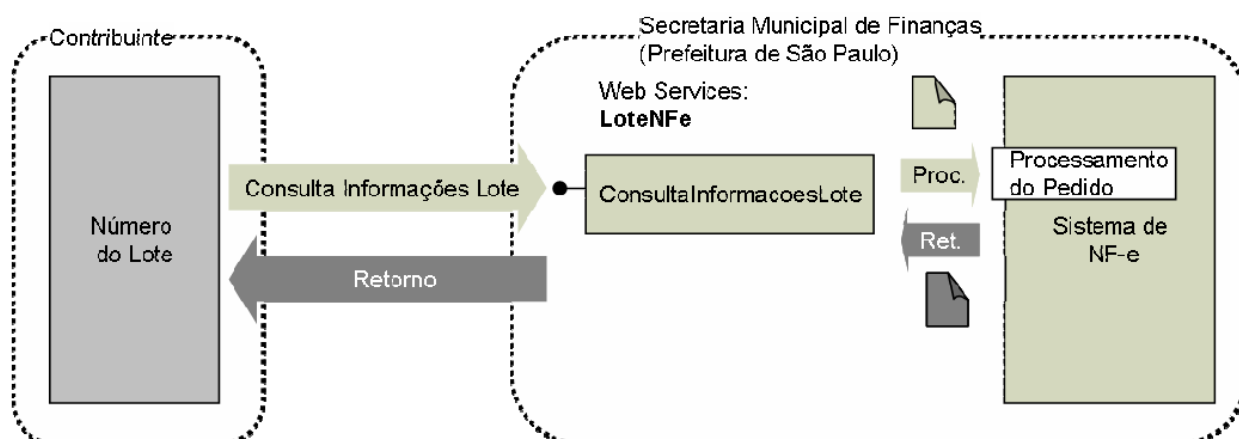 Contribuinte
Secretaria Municipal de Finanças
(Prefeitura de São Paulo)
Web Services:
LoteNFe
Consulta Informações Lote
ConsultaInformacoesLote
Proc.
Processamento
do Pedido
Número
do Lote
Retorno
Ret.
Sistema de
NF-e